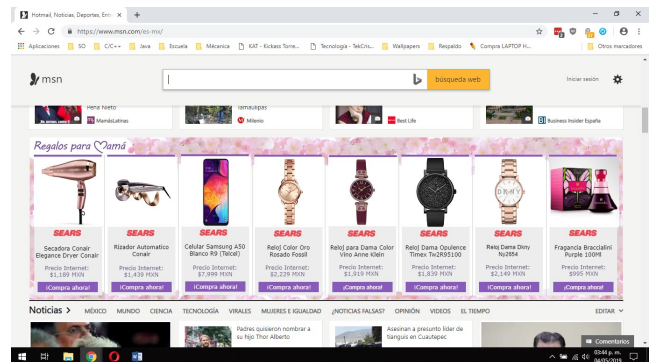 Hotmail, Noticias, Deportes, Entr
https://www.msn.com/es-mx/
Aplicaciones SO C/C++ Java Escuela Mécanica KAT - Kickass Torre... Tecnología - TekCris... Wallpapers Respaldo Compra LAPTOP H... Otros marcadores
msn
búsqueda web
Iniciar sesión
Peña Nieto
MamásLatinas
Tamaulipas
Milenio
Best Life
BI Business Insider España
Regalos para Mamá
SEARS SEARS SEARS SEARS SEARS SEARS SEARS SEARS
Secadora Conair Elegance Dryer Conair
Precio Internet:
$1,189 MXN
¡Compra ahora!
Rizador Automatico Conair
Precio Internet:
$1,439 MXN
¡Compra ahora!
Celular Samsung A50 Blanco R9 (Telcel)
Precio Internet:
$7,999 MXN
¡Compra ahora!
Reloj Color Oro Rosado Fossil
Precio Internet:
$2,229 MXN
¡Compra ahora!
Reloj para Dama Color Vino Anne Klein
Precio Internet:
$1,919 MXN
¡Compra ahora!
Reloj Dama Opulence Timex Tw2R95100
Precio Internet:
$1,839 MXN
¡Compra ahora!
DKNY
Reloj Dama Dkny Ny2854
Precio Internet:
$2,149 MXN
¡Compra ahora!
Fragancia Braccialini Purple 100Ml
Precio Internet:
$995 MXN
¡Compra ahora!
Noticias > MÉXICO MUNDO CIENCIA TECNOLOGÍA VIRALES MUJERES E IGUALDAD ¿NOTICIAS FALSAS? OPINIÓN VIDEOS EL TIEMPO EDITAR
Padres quisieron nombrar a
su hijo Thor Alberto
Asesinan a presunto líder de
tianguis en Cuautepec
Comentarios
03:44 p. m.
04/05/2019